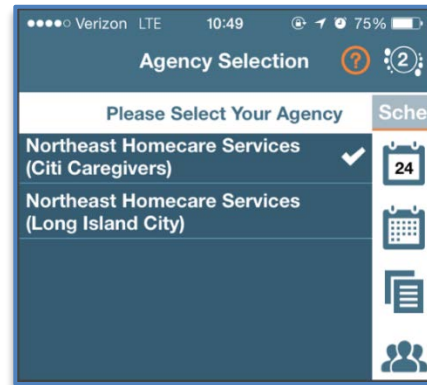 Verizon LTE 10:49 75%
Agency Selection ? 2
Please Select Your Agency Sche
Northeast Homecare Services
(Citi Caregivers)
24
Northeast Homecare Services
(Long Island City)